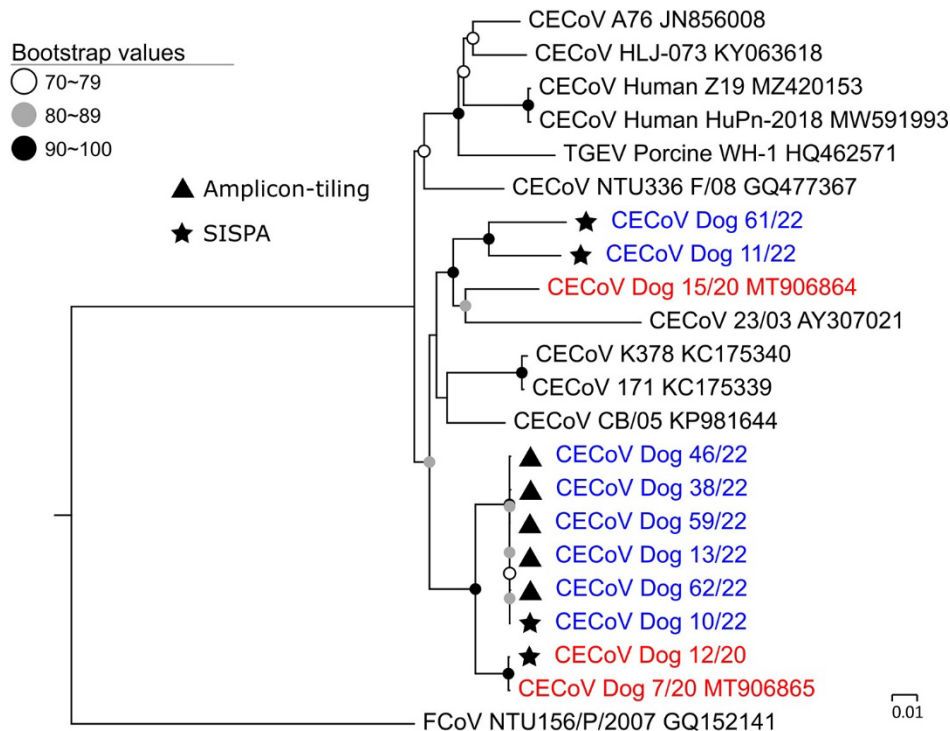 Bootstrap values
70~79
80~89
90~100
Amplicon-tiling
SISPA
CECoV A76 JN856008
CECoV HLJ-073 KY063618
CECoV Human Z19 MZ420153
CECoV Human HuPn-2018 MW591993
TGEV Porcine WH-1 HQ462571
CECoV NTU336 F/08 GQ477367
CECoV Dog 61/22
CECoV Dog 11/22
CECoV Dog 15/20 MT906864
CECoV 23/03 AY307021
CECoV K378 KC175340
CECoV 171 KC175339
CECoV CB/05 KP981644
CECoV Dog 46/22
CECoV Dog 38/22
CECoV Dog 59/22
CECoV Dog 13/22
CECoV Dog 62/22
CECoV Dog 10/22
CECoV Dog 12/20
CECoV Dog 7/20 MT906865
FCoV NTU156/P/2007 GQ152141
0.01